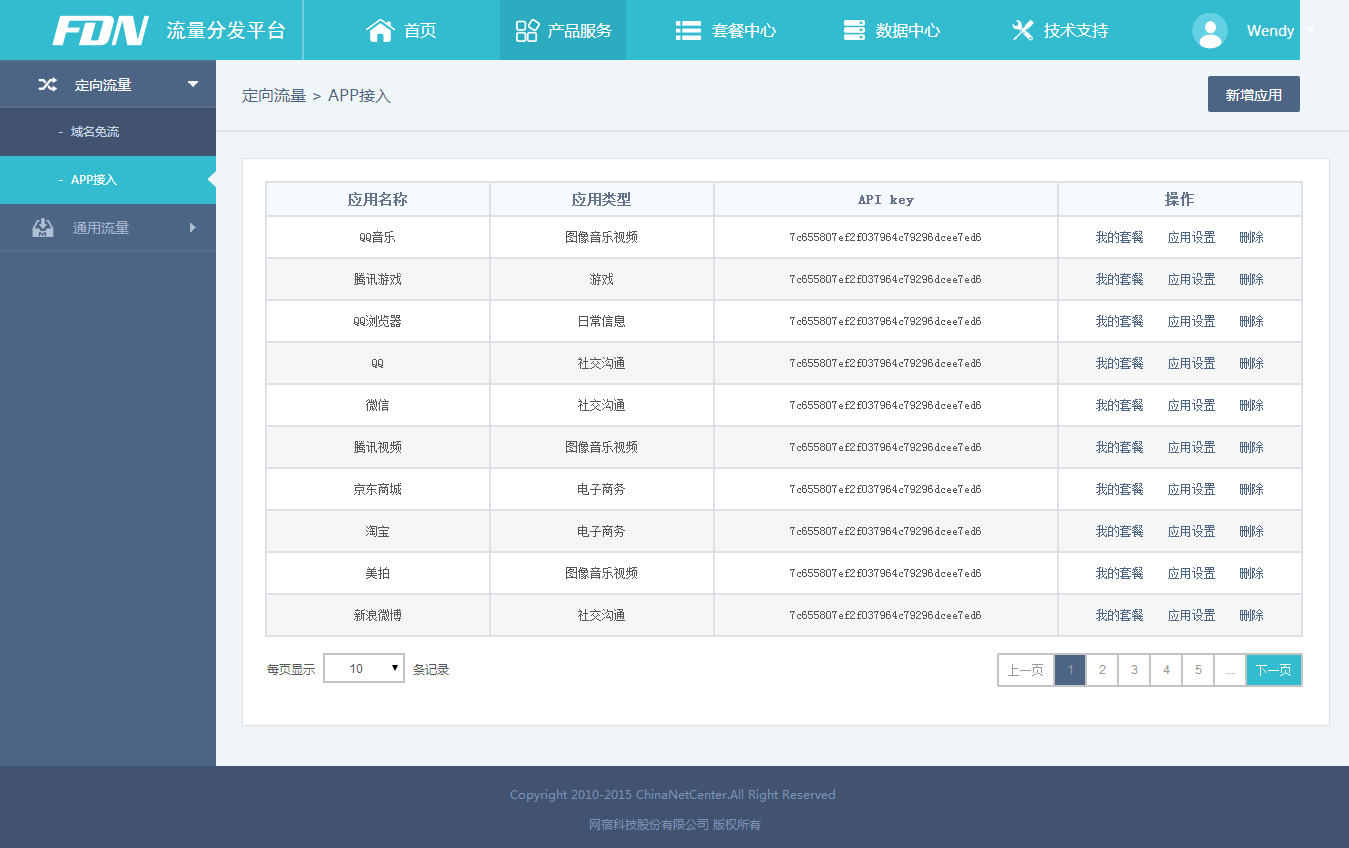 FDN 流量分发平台 首页 产品服务 套餐中心 数据中心 技术支持 Wendy
定向流量
- 域名免流
- APP接入
通用流量
定向流量 > APP接入 新增应用
应用名称 应用类型 API key 操作
QQ音乐 图像音乐视频 7c655807ef2f037964c79296dcee7ed6 我的套餐 应用设置 删除
腾讯游戏 游戏 7c655807ef2f037964c79296dcee7ed6 我的套餐 应用设置 删除
QQ浏览器 日常信息 7c655807ef2f037964c79296dcee7ed6 我的套餐 应用设置 删除
QQ 社交沟通 7c655807ef2f037964c79296dcee7ed6 我的套餐 应用设置 删除
微信 社交沟通 7c655807ef2f037964c79296dcee7ed6 我的套餐 应用设置 删除
腾讯视频 图像音乐视频 7c655807ef2f037964c79296dcee7ed6 我的套餐 应用设置 删除
京东商城 电子商务 7c655807ef2f037964c79296dcee7ed6 我的套餐 应用设置 删除
淘宝 电子商务 7c655807ef2f037964c79296dcee7ed6 我的套餐 应用设置 删除
美拍 图像音乐视频 7c655807ef2f037964c79296dcee7ed6 我的套餐 应用设置 删除
新浪微博 社交沟通 7c655807ef2f037964c79296dcee7ed6 我的套餐 应用设置 删除
每页显示 10 条记录 上一页 1 2 3 4 5 ... 下一页
Copyright 2010-2015 ChinaNetCenter.All Right Reserved
网宿科技股份有限公司 版权所有